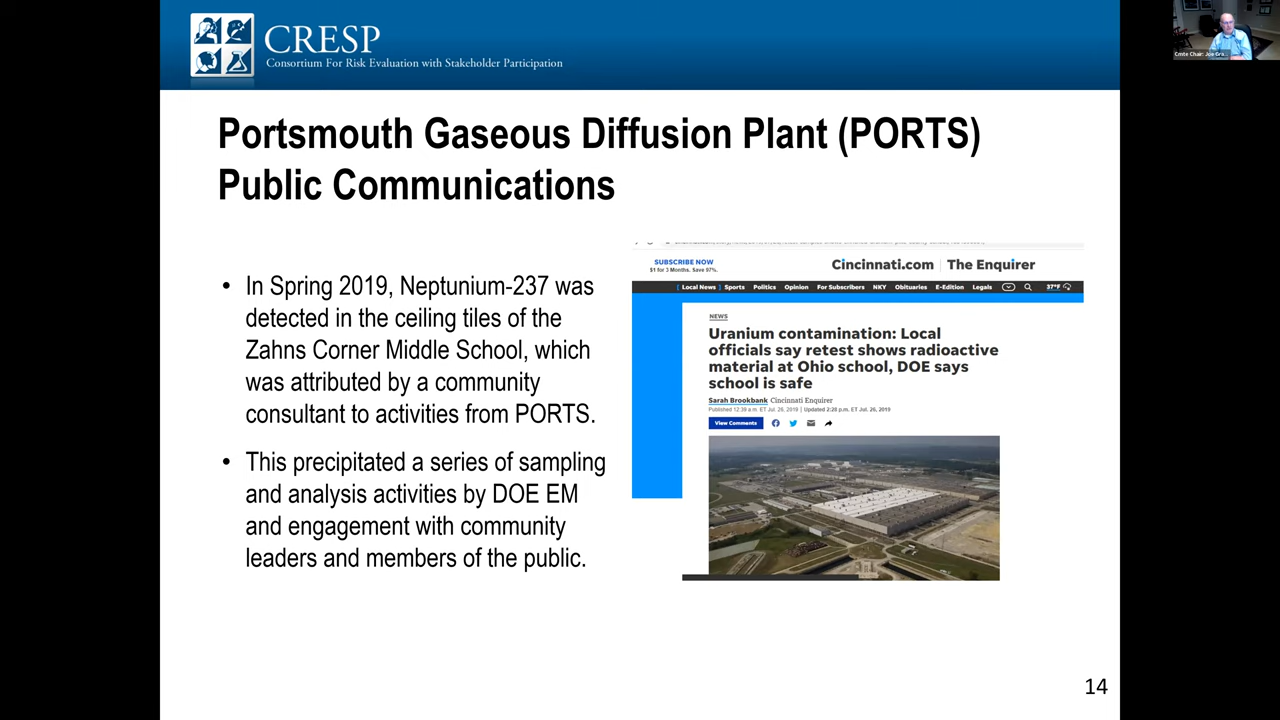 CRESP
Consortium For Risk Evaluation with Stakeholder Participation
Cmte Chair: Joe Gra...
Portsmouth Gaseous Diffusion Plant (PORTS)
Public Communications
• In Spring 2019, Neptunium-237 was
detected in the ceiling tiles of the
Zahns Corner Middle School, which
was attributed by a community
consultant to activities from PORTS.
• This precipitated a series of sampling
and analysis activities by DOE EM
and engagement with community
leaders and members of the public.
SUBSCRIBE NOW
$1 for 3 Months. Save 97%.
Cincinnati.com | The Enquirer
Local News Sports Politics Opinion For Subscribers NKY Obituaries E-Edition Legals 37°F
NEWS
Uranium contamination: Local
officials say retest shows radioactive
material at Ohio school, DOE says
school is safe
Sarah Brookbank Cincinnati Enquirer
Published 12:39 a.m. ET Jul. 26, 2019 | Updated 2:20 p.m. ET Jul. 26, 2019
View Comments
14